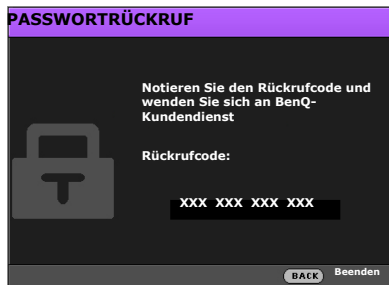 PASSWORTRÜCKRUF
Notieren Sie den Rückrufcode und
wenden Sie sich an BenQ-
Kundendienst
Rückrufcode:
XXX XXX XXX XXX
BACK Beenden